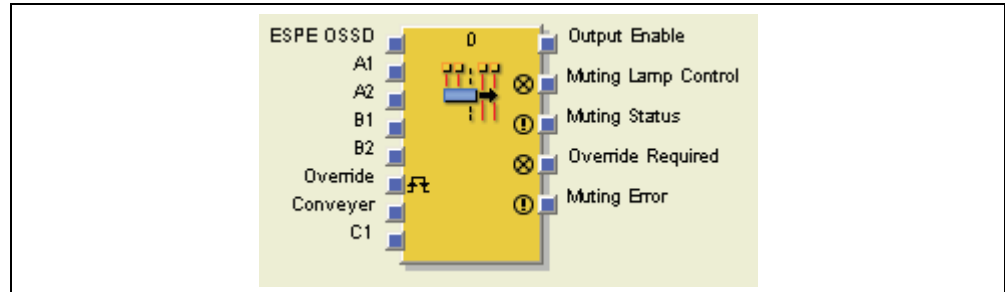 ESPE OSSD
A1
A2
B1
B2
Override
Conveyer
C1
0
Output Enable
Muting Lamp Control
Muting Status
Override Required
Muting Error